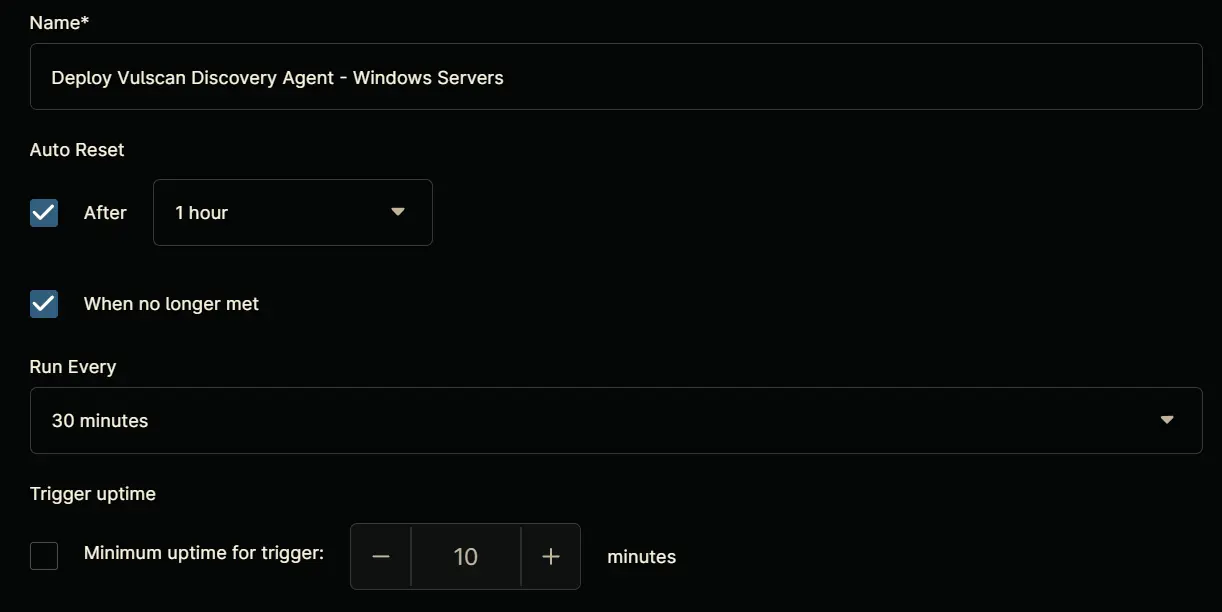 Name*
Deploy Vulscan Discovery Agent - Windows Servers
Auto Reset
After 1 hour
When no longer met
Run Every
30 minutes
Trigger uptime
Minimum uptime for trigger: − 10 + minutes